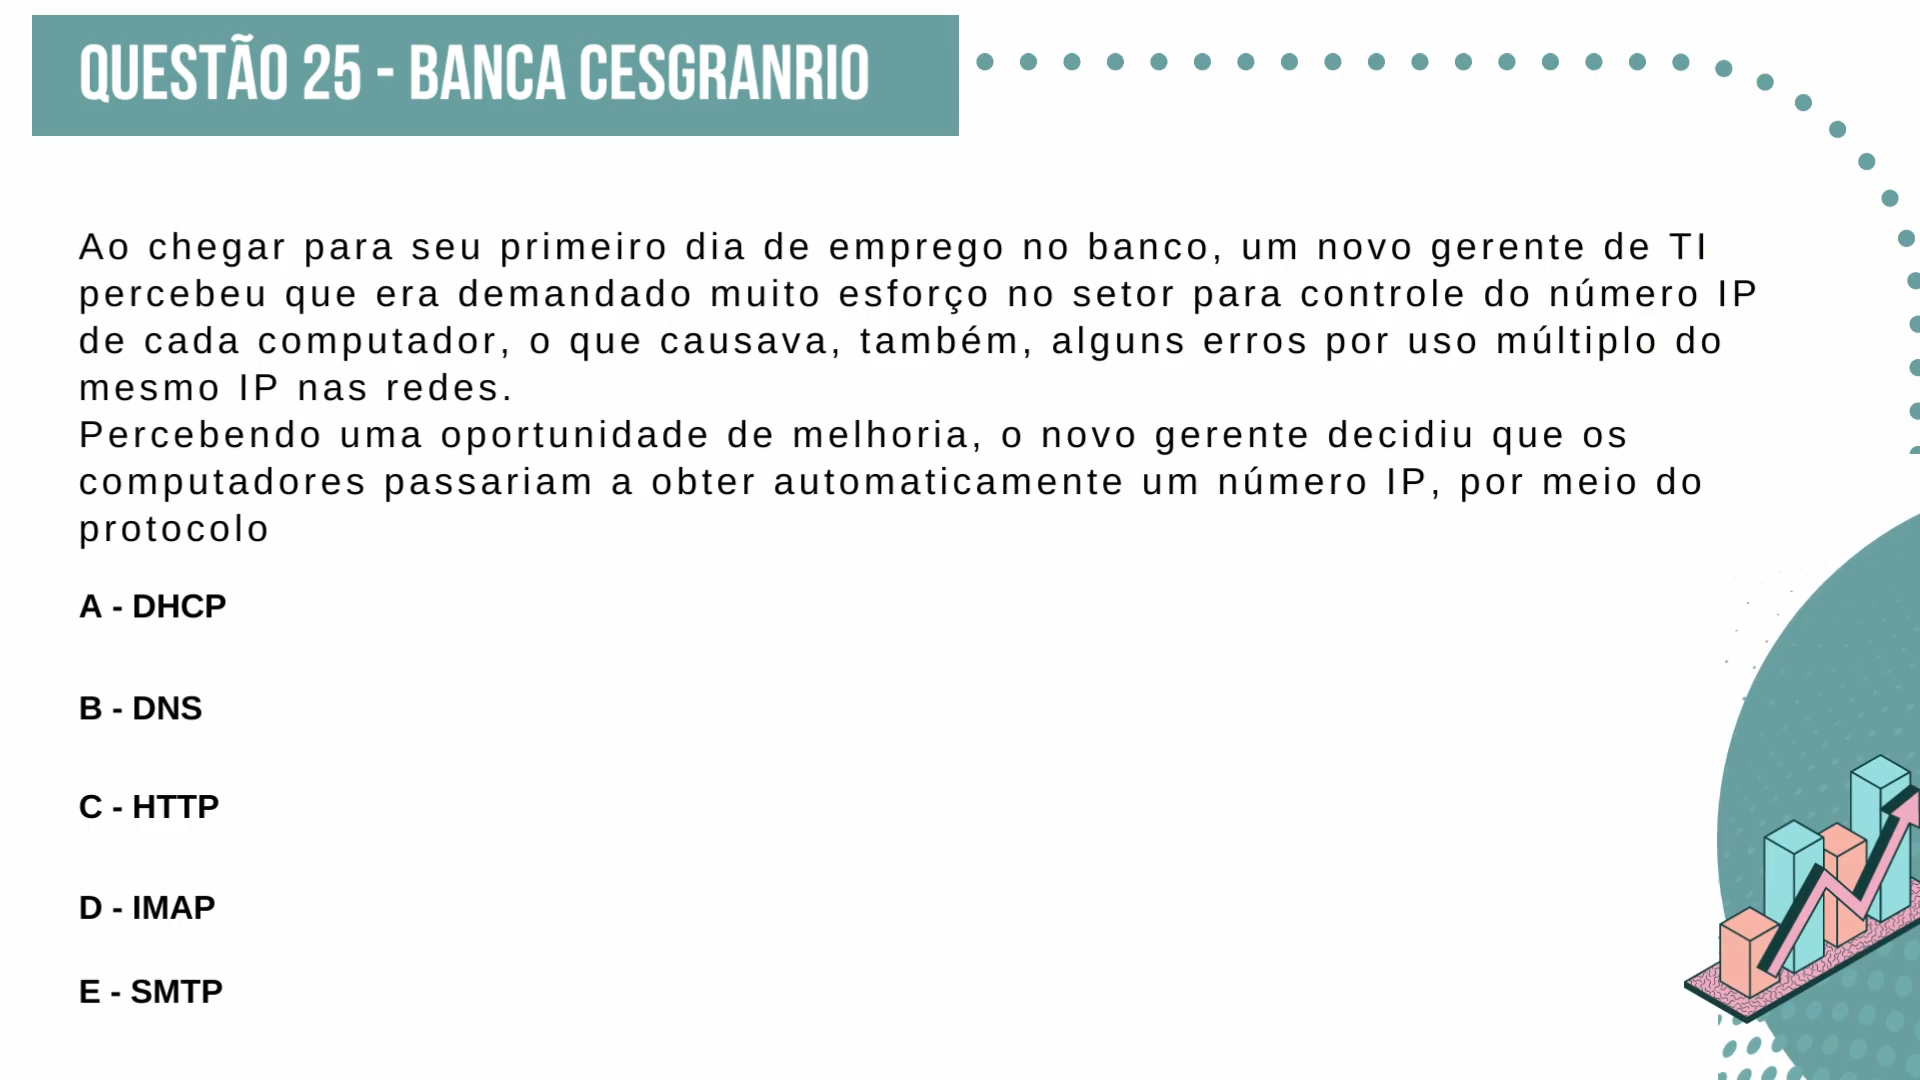 QUESTÃO 25 - BANCA CESGRANRIO
Ao chegar para seu primeiro dia de emprego no banco, um novo gerente de TI
percebeu que era demandado muito esforço no setor para controle do número IP
de cada computador, o que causava, também, alguns erros por uso múltiplo do
mesmo IP nas redes.
Percebendo uma oportunidade de melhoria, o novo gerente decidiu que os
computadores passariam a obter automaticamente um número IP, por meio do
protocolo
A - DHCP
B - DNS
C - HTTP
D - IMAP
E - SMTP